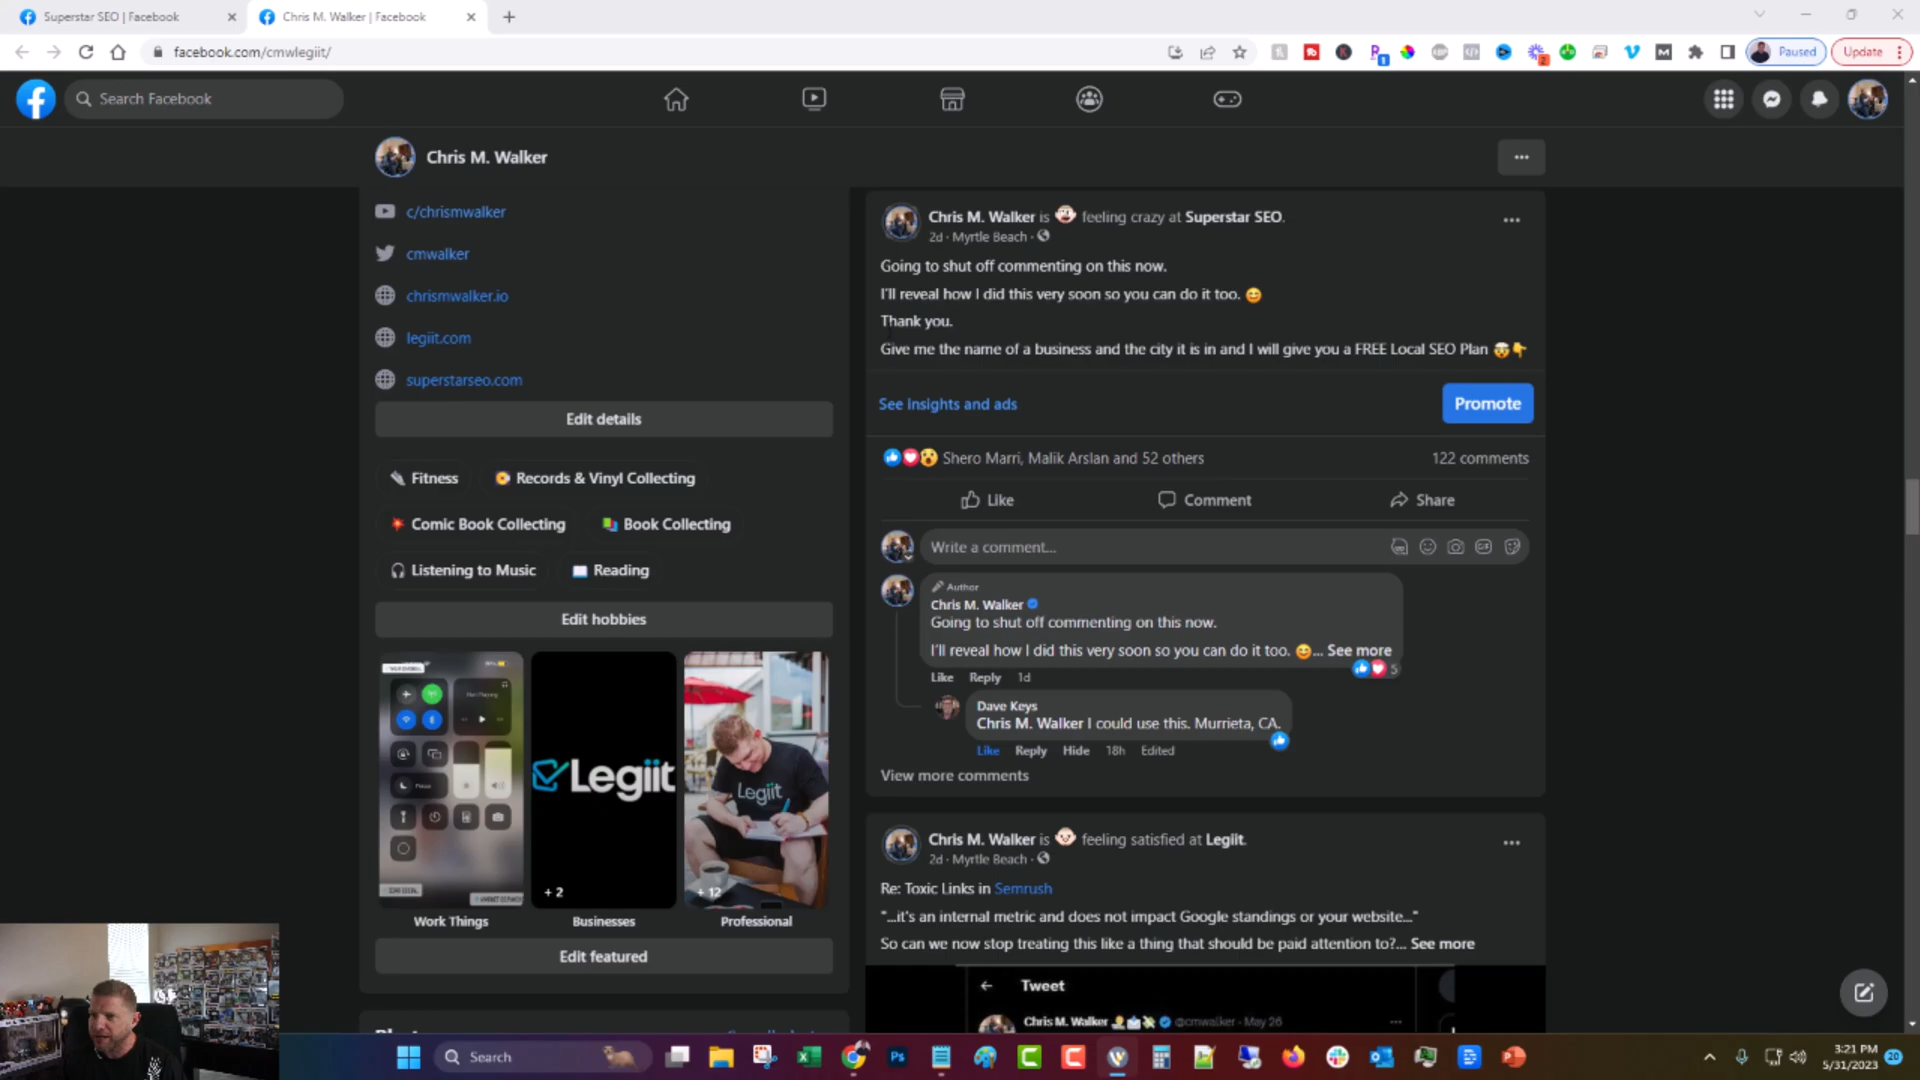 Superstar SEO | Facebook
Chris M. Walker | Facebook
facebook.com/cmwlegiit/
Paused
Update
Search Facebook
Chris M. Walker
c/chrismwalker
cmwalker
chrismwalker.io
legiit.com
superstarseo.com
Edit details
Fitness
Records & Vinyl Collecting
Comic Book Collecting
Book Collecting
Listening to Music
Reading
Edit hobbies
Legiit
Legiit
+ 2
+ 12
Work Things
Businesses
Professional
Edit featured
Chris M. Walker is feeling crazy at Superstar SEO.
2d · Myrtle Beach ·
Going to shut off commenting on this now.
I'll reveal how I did this very soon so you can do it too. 😊
Thank you.
Give me the name of a business and the city it is in and I will give you a FREE Local SEO Plan 🤯👇
See Insights and ads
Promote
Shero Marri, Malik Arslan and 52 others
122 comments
Like
Comment
Share
Write a comment...
Author
Chris M. Walker
Going to shut off commenting on this now.
I'll reveal how I did this very soon so you can do it too. 😊... See more
5
Like Reply 1d
Dave Keys
Chris M. Walker I could use this. Murrieta, CA.
Like Reply Hide 18h Edited
View more comments
Chris M. Walker is feeling satisfied at Legiit.
2d · Myrtle Beach ·
Re: Toxic Links in Semrush
"...it's an internal metric and does not impact Google standings or your website..."
So can we now stop treating this like a thing that should be paid attention to?... See more
Tweet
Chris M. Walker @cmwalker · May 26
Search
3:21 PM
5/31/2023
20